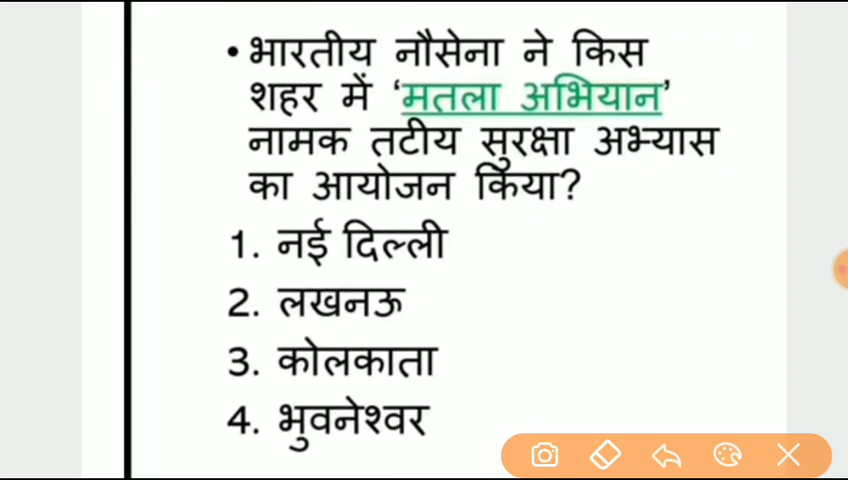 • भारतीय नौसेना ने किस
शहर में ‘मतला अभियान’
नामक तटीय सुरक्षा अभ्यास
का आयोजन किया?
1. नई दिल्ली
2. लखनऊ
3. कोलकाता
4. भुवनेश्वर